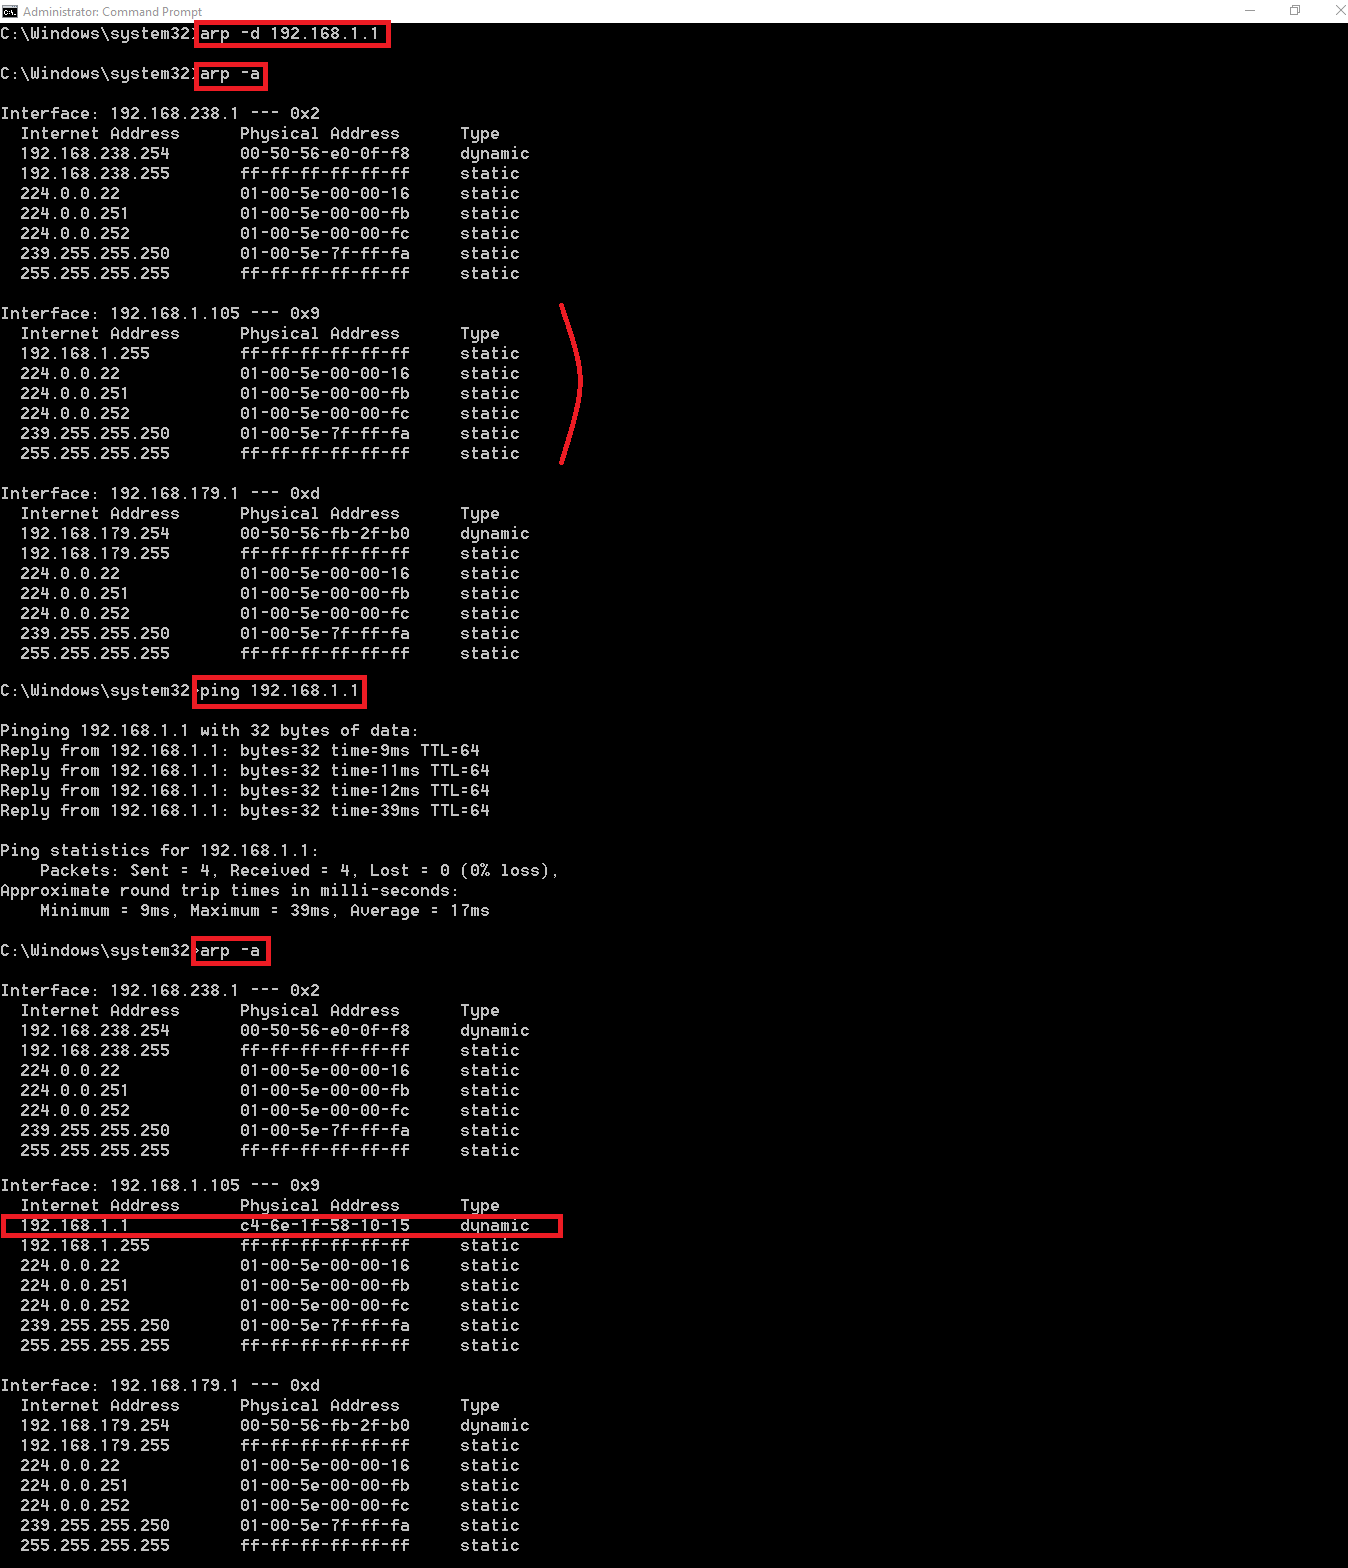 Administrator: Command Prompt
C:\Windows\system32>arp -d 192.168.1.1
C:\Windows\system32>arp -a
Interface: 192.168.238.1 --- 0x2
  Internet Address      Physical Address      Type
  192.168.238.254       00-50-56-e0-0f-f8     dynamic
  192.168.238.255       ff-ff-ff-ff-ff-ff     static
  224.0.0.22            01-00-5e-00-00-16     static
  224.0.0.251           01-00-5e-00-00-fb     static
  224.0.0.252           01-00-5e-00-00-fc     static
  239.255.255.250       01-00-5e-7f-ff-fa     static
  255.255.255.255       ff-ff-ff-ff-ff-ff     static
Interface: 192.168.1.105 --- 0x9
  Internet Address      Physical Address      Type
  192.168.1.255         ff-ff-ff-ff-ff-ff     static
  224.0.0.22            01-00-5e-00-00-16     static
  224.0.0.251           01-00-5e-00-00-fb     static
  224.0.0.252           01-00-5e-00-00-fc     static
  239.255.255.250       01-00-5e-7f-ff-fa     static
  255.255.255.255       ff-ff-ff-ff-ff-ff     static
Interface: 192.168.179.1 --- 0xd
  Internet Address      Physical Address      Type
  192.168.179.254       00-50-56-fb-2f-b0     dynamic
  192.168.179.255       ff-ff-ff-ff-ff-ff     static
  224.0.0.22            01-00-5e-00-00-16     static
  224.0.0.251           01-00-5e-00-00-fb     static
  224.0.0.252           01-00-5e-00-00-fc     static
  239.255.255.250       01-00-5e-7f-ff-fa     static
  255.255.255.255       ff-ff-ff-ff-ff-ff     static
C:\Windows\system32>ping 192.168.1.1
Pinging 192.168.1.1 with 32 bytes of data:
Reply from 192.168.1.1: bytes=32 time=9ms TTL=64
Reply from 192.168.1.1: bytes=32 time=11ms TTL=64
Reply from 192.168.1.1: bytes=32 time=12ms TTL=64
Reply from 192.168.1.1: bytes=32 time=39ms TTL=64
Ping statistics for 192.168.1.1:
    Packets: Sent = 4, Received = 4, Lost = 0 (0% loss),
Approximate round trip times in milli-seconds:
    Minimum = 9ms, Maximum = 39ms, Average = 17ms
C:\Windows\system32>arp -a
Interface: 192.168.238.1 --- 0x2
  Internet Address      Physical Address      Type
  192.168.238.254       00-50-56-e0-0f-f8     dynamic
  192.168.238.255       ff-ff-ff-ff-ff-ff     static
  224.0.0.22            01-00-5e-00-00-16     static
  224.0.0.251           01-00-5e-00-00-fb     static
  224.0.0.252           01-00-5e-00-00-fc     static
  239.255.255.250       01-00-5e-7f-ff-fa     static
  255.255.255.255       ff-ff-ff-ff-ff-ff     static
Interface: 192.168.1.105 --- 0x9
  Internet Address      Physical Address      Type
  192.168.1.1           c4-6e-1f-58-10-15     dynamic
  192.168.1.255         ff-ff-ff-ff-ff-ff     static
  224.0.0.22            01-00-5e-00-00-16     static
  224.0.0.251           01-00-5e-00-00-fb     static
  224.0.0.252           01-00-5e-00-00-fc     static
  239.255.255.250       01-00-5e-7f-ff-fa     static
  255.255.255.255       ff-ff-ff-ff-ff-ff     static
Interface: 192.168.179.1 --- 0xd
  Internet Address      Physical Address      Type
  192.168.179.254       00-50-56-fb-2f-b0     dynamic
  192.168.179.255       ff-ff-ff-ff-ff-ff     static
  224.0.0.22            01-00-5e-00-00-16     static
  224.0.0.251           01-00-5e-00-00-fb     static
  224.0.0.252           01-00-5e-00-00-fc     static
  239.255.255.250       01-00-5e-7f-ff-fa     static
  255.255.255.255       ff-ff-ff-ff-ff-ff     static